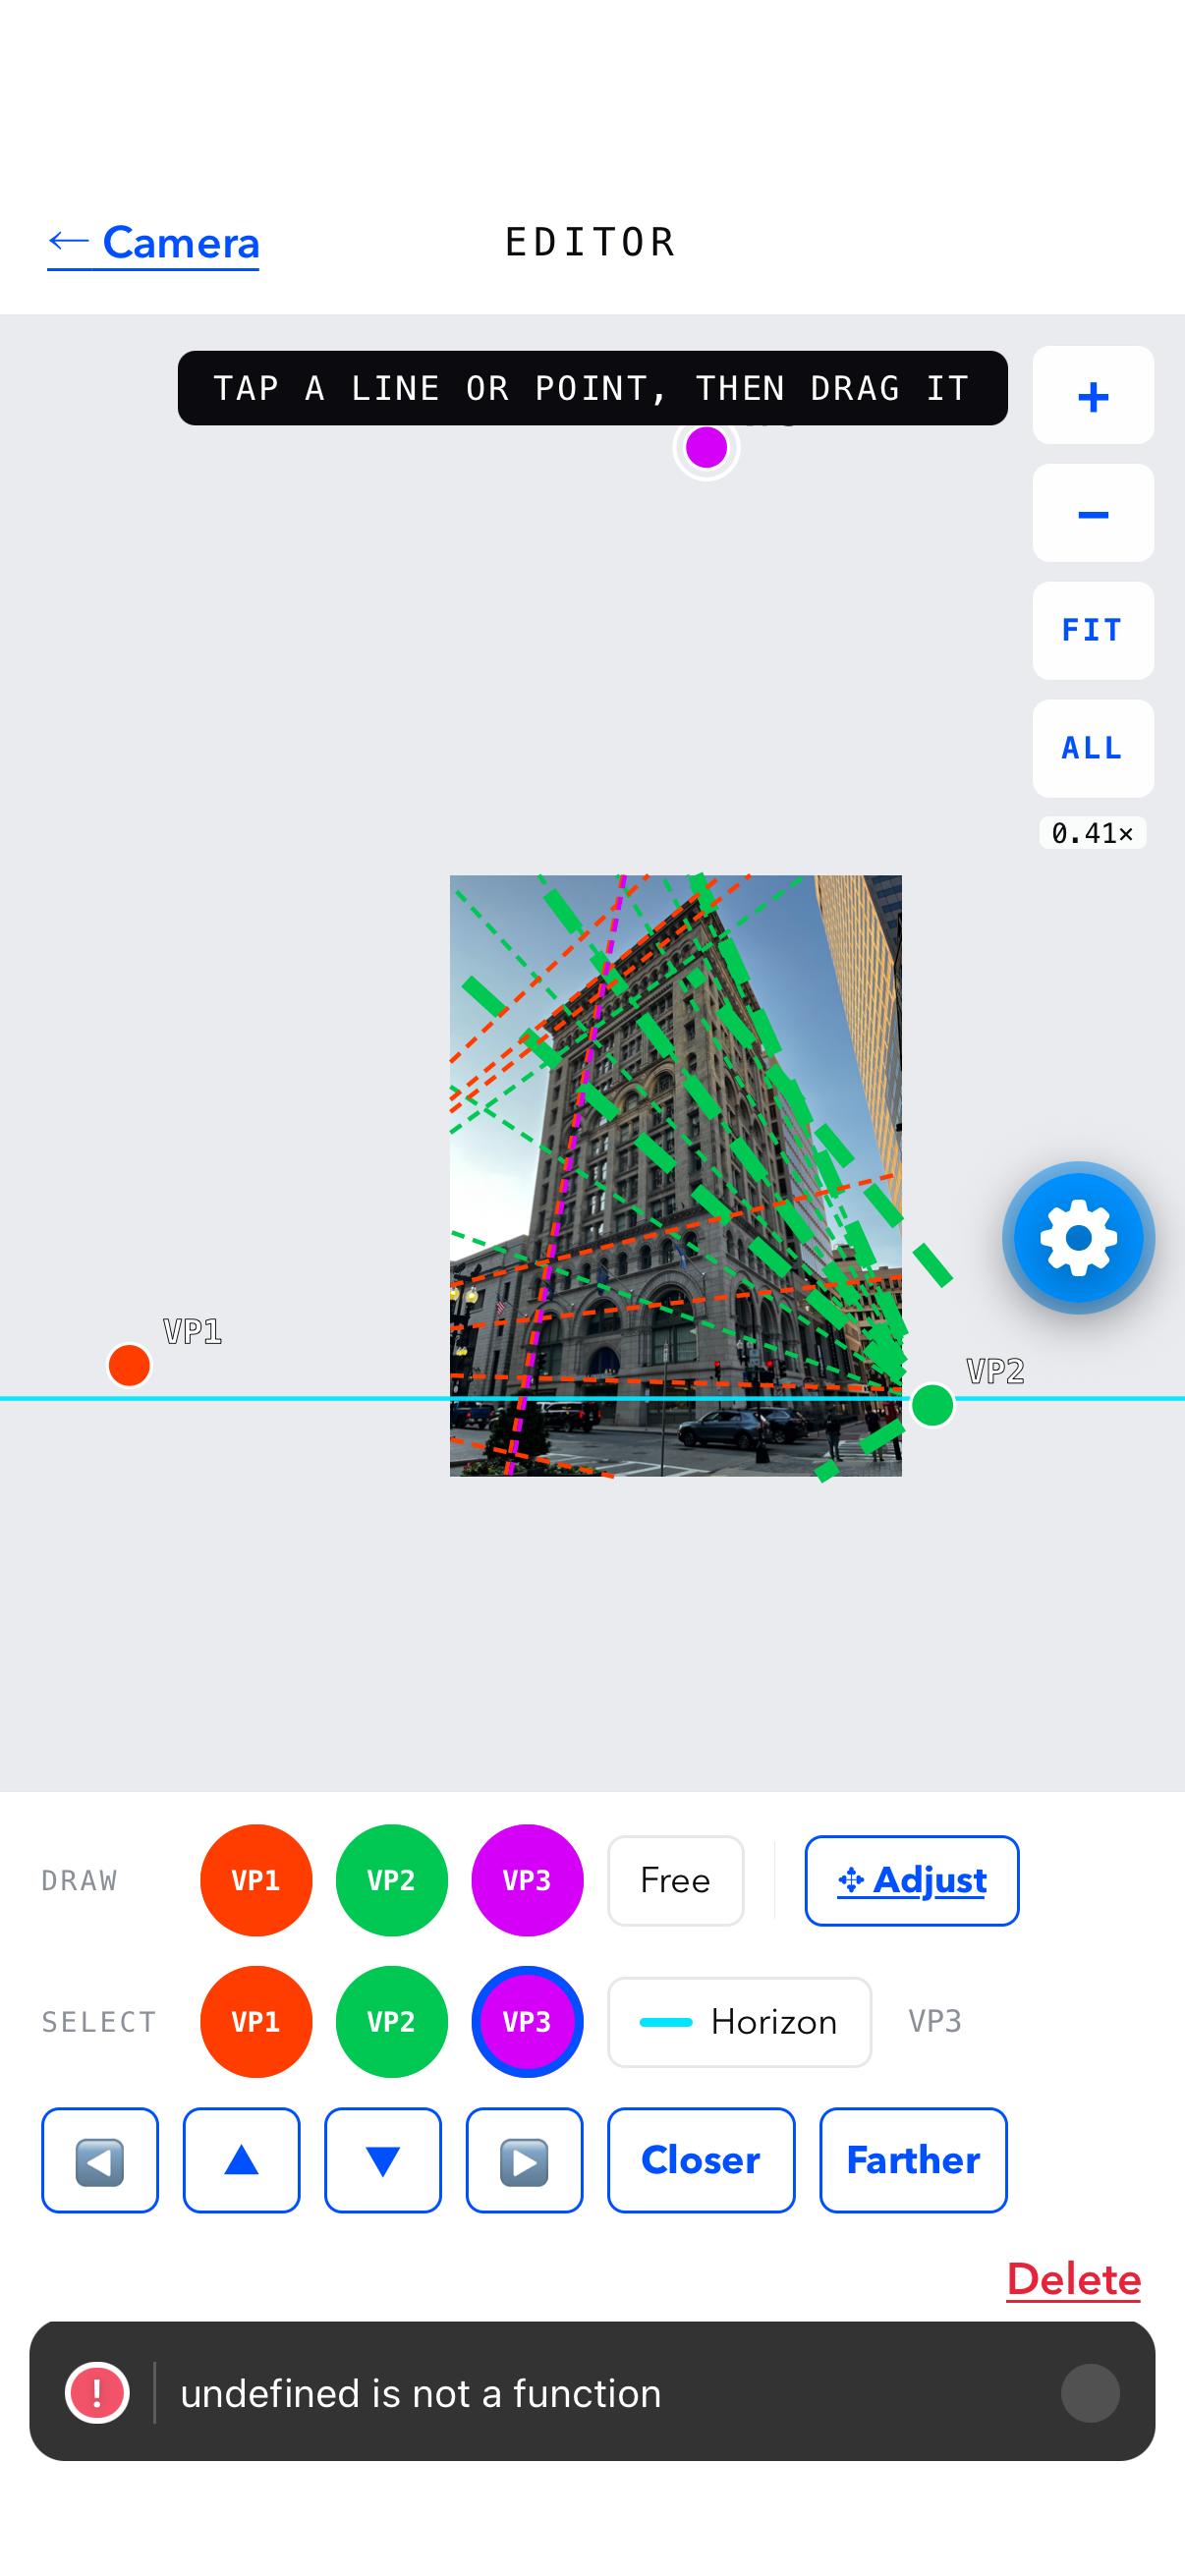 ← Camera
EDITOR
TAP A LINE OR POINT, THEN DRAG IT
+
−
FIT
ALL
0.41×
VP1
VP2
DRAW VP1 VP2 VP3 Free Adjust
SELECT VP1 VP2 VP3 Horizon VP3
Closer Farther
Delete
! undefined is not a function